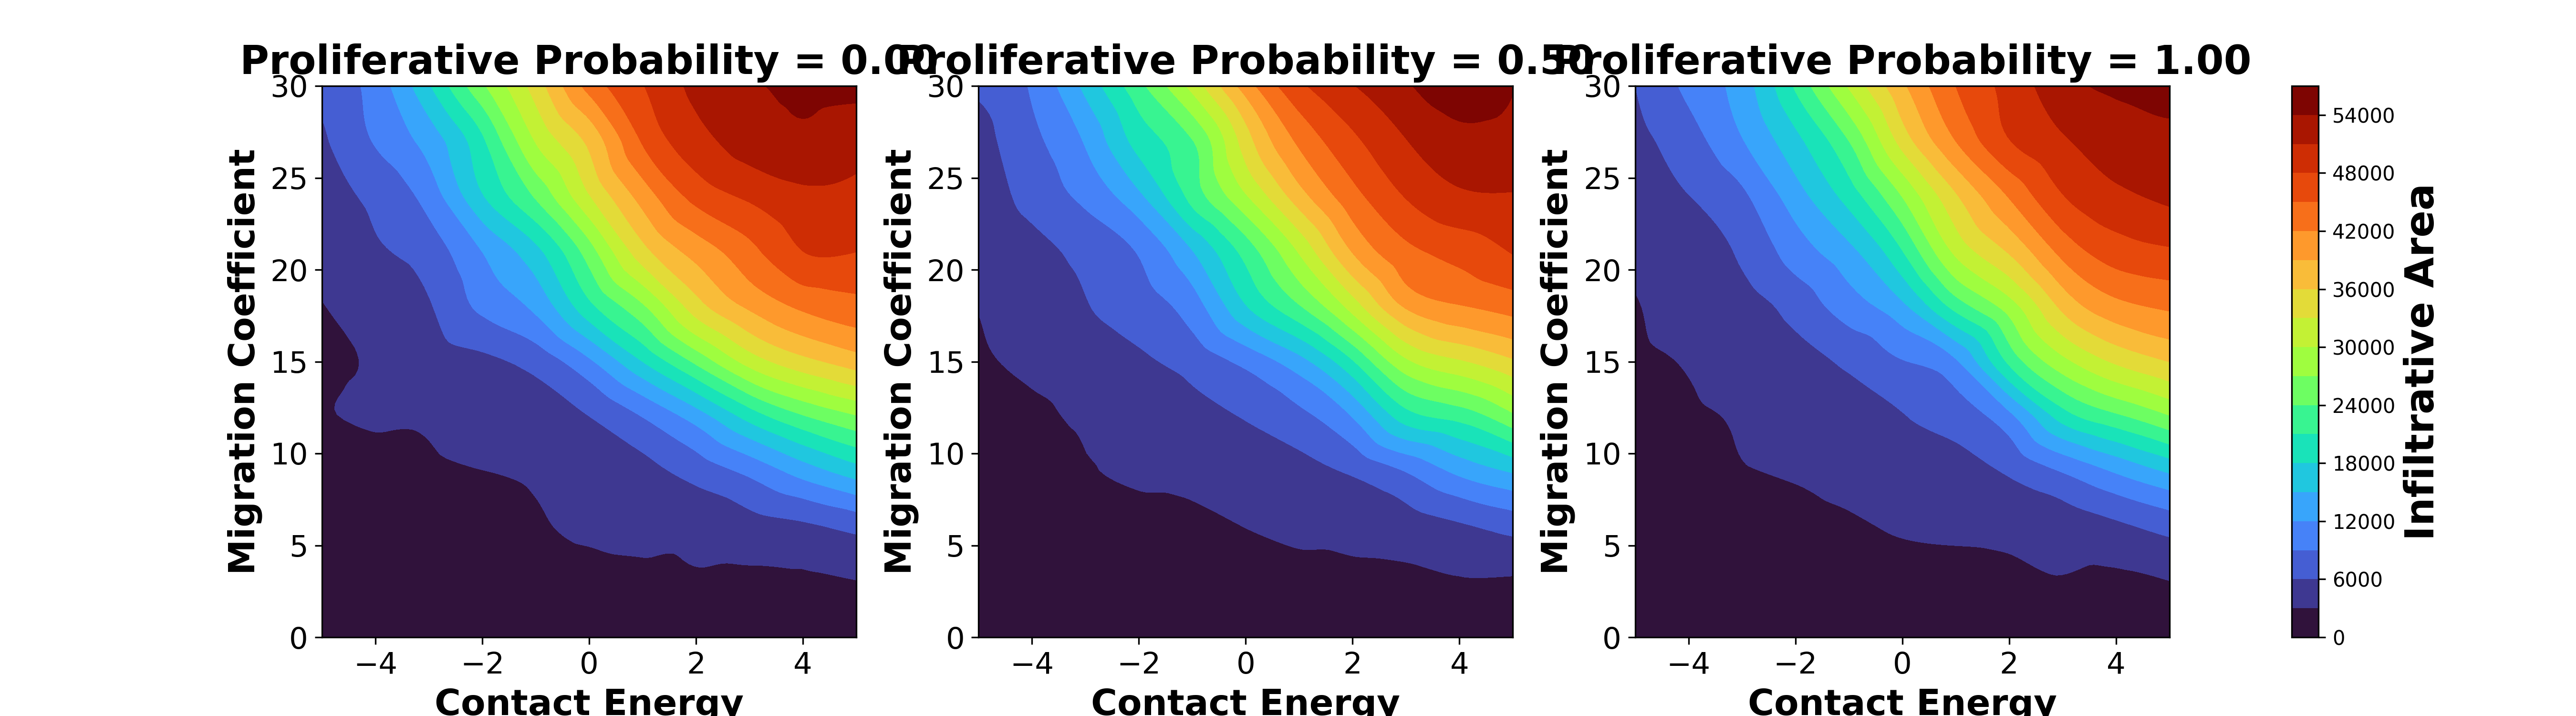 Proliferative Probability = 0.00
Proliferative Probability = 0.50
Proliferative Probability = 1.00
Migration Coefficient
30
25
20
15
10
5
0
−4 −2 0 2 4
Contact Energy
Migration Coefficient
30
25
20
15
10
5
0
−4 −2 0 2 4
Contact Energy
Migration Coefficient
30
25
20
15
10
5
0
−4 −2 0 2 4
Contact Energy
54000
48000
42000
36000
30000
24000
18000
12000
6000
0
Infiltrative Area